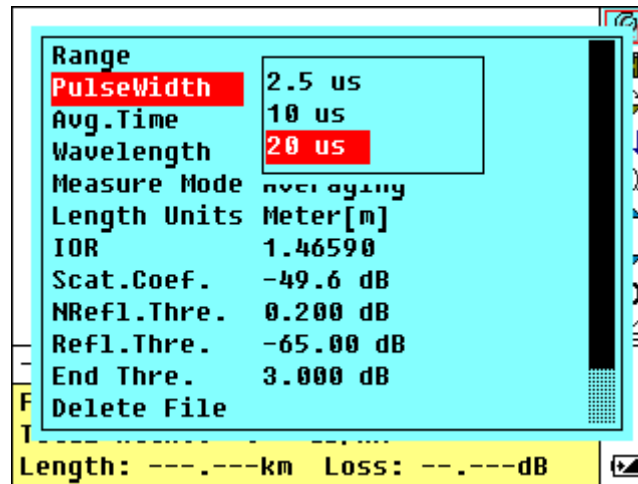 Range
PulseWidth 2.5 us
Avg.Time 10 us
Wavelength 20 us
Measure Mode Averaging
Length Units Meter[m]
IOR 1.46590
Scat.Coef. -49.6 dB
NRefl.Thre. 0.200 dB
Refl.Thre. -65.00 dB
End Thre. 3.000 dB
Delete File
Length: ---.---km Loss: --.---dB